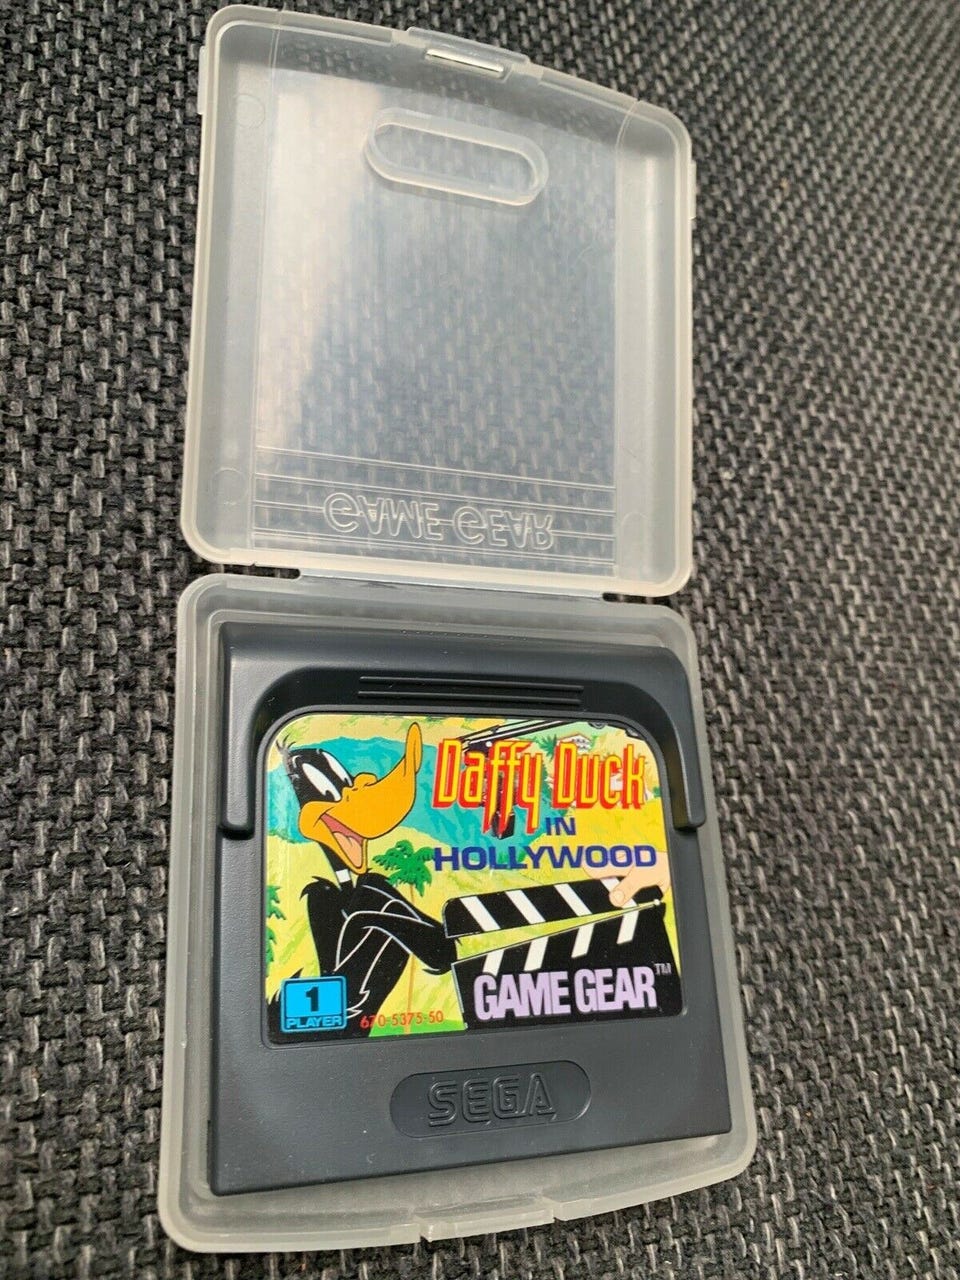 GAME GEAR
Daffy Duck
IN
HOLLYWOOD
GAME GEAR™
1
PLAYER
670-5375-50
SEGA